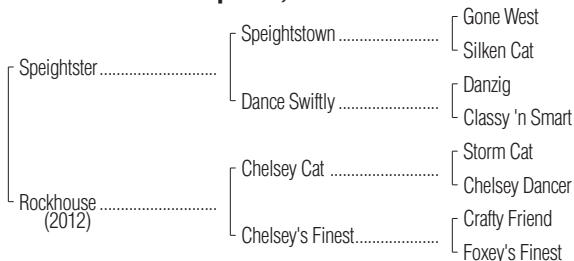 Gone West
Speightstown
Silken Cat
Speightster
Danzig
Dance Swiftly
Classy 'n Smart
Storm Cat
Chelsey Cat
Chelsey Dancer
Rockhouse
(2012)
Crafty Friend
Chelsey's Finest
Foxey's Finest